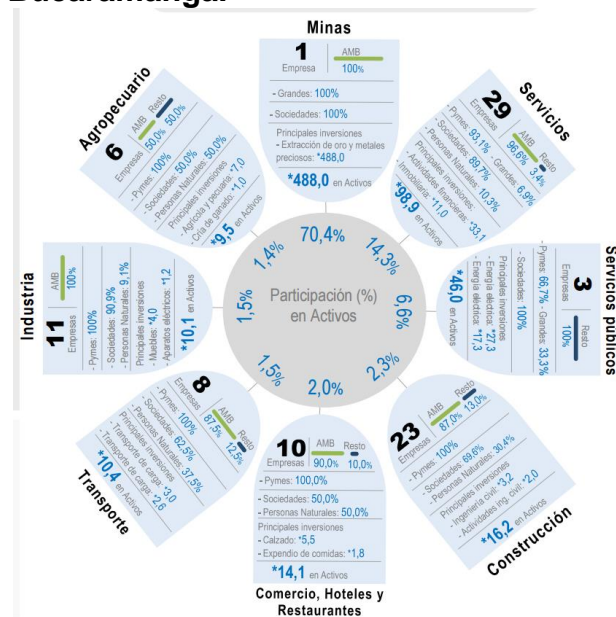 Bucaramanga.
Minas
1
Empresa
AMB
100%
- Grandes: 100%
- Sociedades: 100%
Principales inversiones
- Extracción de oro y metales
preciosos: *488,0
*488,0 en Activos
Servicios
29
Empresas
AMB
96,6%
Resto
3,4%
- Pymes: 93,1% - Grandes: 6,9%
- Sociedades: 89,7%
- Personas Naturales: 10,3%
Principales inversiones
- Actividades financieras: *33,1
- Inmobiliaria: *11,0
*98,9 en Activos
Servicios Públicos
3
Empresas
Resto
100%
- Pymes: 66,7% - Grandes: 33,3%
- Sociedades: 100%
Principales inversiones
- Energía eléctrica: *27,3
- Energía eléctrica: *17,3
*46,0 en Activos
Construcción
23
Empresas
AMB
87,0%
Resto
13,0%
- Pymes: 100%
- Sociedades: 69,6%
- Personas Naturales: 30,4%
Principales inversiones
- Ingeniería civil: *3,2
- Actividades ing. civil: *2,0
*16,2 en Activos
Comercio, Hoteles y
Restaurantes
10
Empresas
AMB
90,0%
Resto
10,0%
- Pymes: 100,0%
- Sociedades: 50,0%
- Personas Naturales: 50,0%
Principales inversiones
- Calzado: *5,5
- Expendio de comidas: *1,8
*14,1 en Activos
Transporte
8
Empresas
AMB
87,5%
Resto
12,5%
- Pymes: 100%
- Sociedades: 62,5%
- Personas Naturales: 37,5%
Principales inversiones
- Transporte de carga: *3,0
- Transporte de carga: *2,6
*10,4 en Activos
Industria
11
Empresas
AMB
100%
- Pymes: 100%
- Sociedades: 90,9%
- Personas Naturales: 9,1%
Principales inversiones
- Muebles: *4,0
- Aparatos eléctricos: *1,2
*10,1 en Activos
Agropecuario
6
Empresas
AMB
50,0%
Resto
50,0%
- Pymes: 100%
- Sociedades: 50,0%
- Personas Naturales: 50,0%
Principales inversiones
- Agrícola y pecuaria: *7,0
- Cría de ganado: *1,0
*9,5 en Activos
Participación (%)
en Activos
70,4%
14,3%
6,6%
2,3%
2,0%
1,5%
1,5%
1,4%